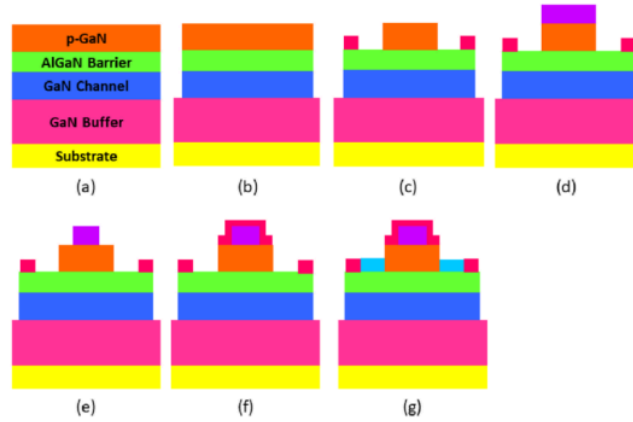 p-GaN
AlGaN Barrier
GaN Channel
GaN Buffer
Substrate
(a)
(b)
(c)
(d)
(e)
(f)
(g)